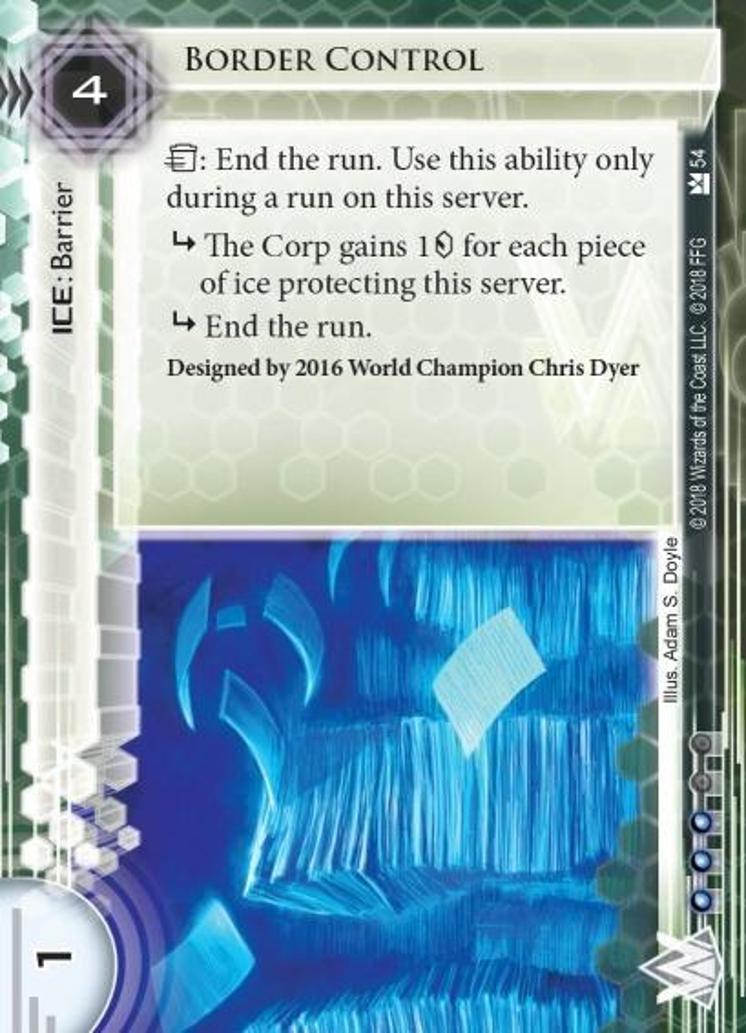 BORDER CONTROL
4
: End the run. Use this ability only
during a run on this server.
↳ The Corp gains 1 for each piece
of ice protecting this server.
↳ End the run.
Designed by 2016 World Champion Chris Dyer
ICE: Barrier
54
© 2018 Wizards of the Coast LLC. © 2018 FFG
Illus. Adam S. Doyle
1